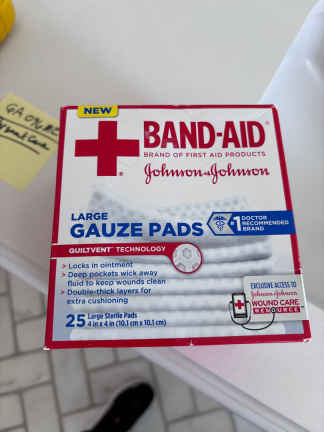 NEW
BAND-AID®
BRAND OF FIRST AID PRODUCTS
Johnson & Johnson
LARGE
GAUZE PADS
#1 DOCTOR
RECOMMENDED
BRAND
QUILTVENT™ TECHNOLOGY
> Locks in ointment
> Deep pockets wick away
fluid to keep wounds clean
> Double-thick layers for
extra cushioning
EXCLUSIVE ACCESS TO
Johnson & Johnson
WOUND CARE
RESOURCE
25 Large Sterile Pads
4 in x 4 in (10.1 cm x 10.1 cm)